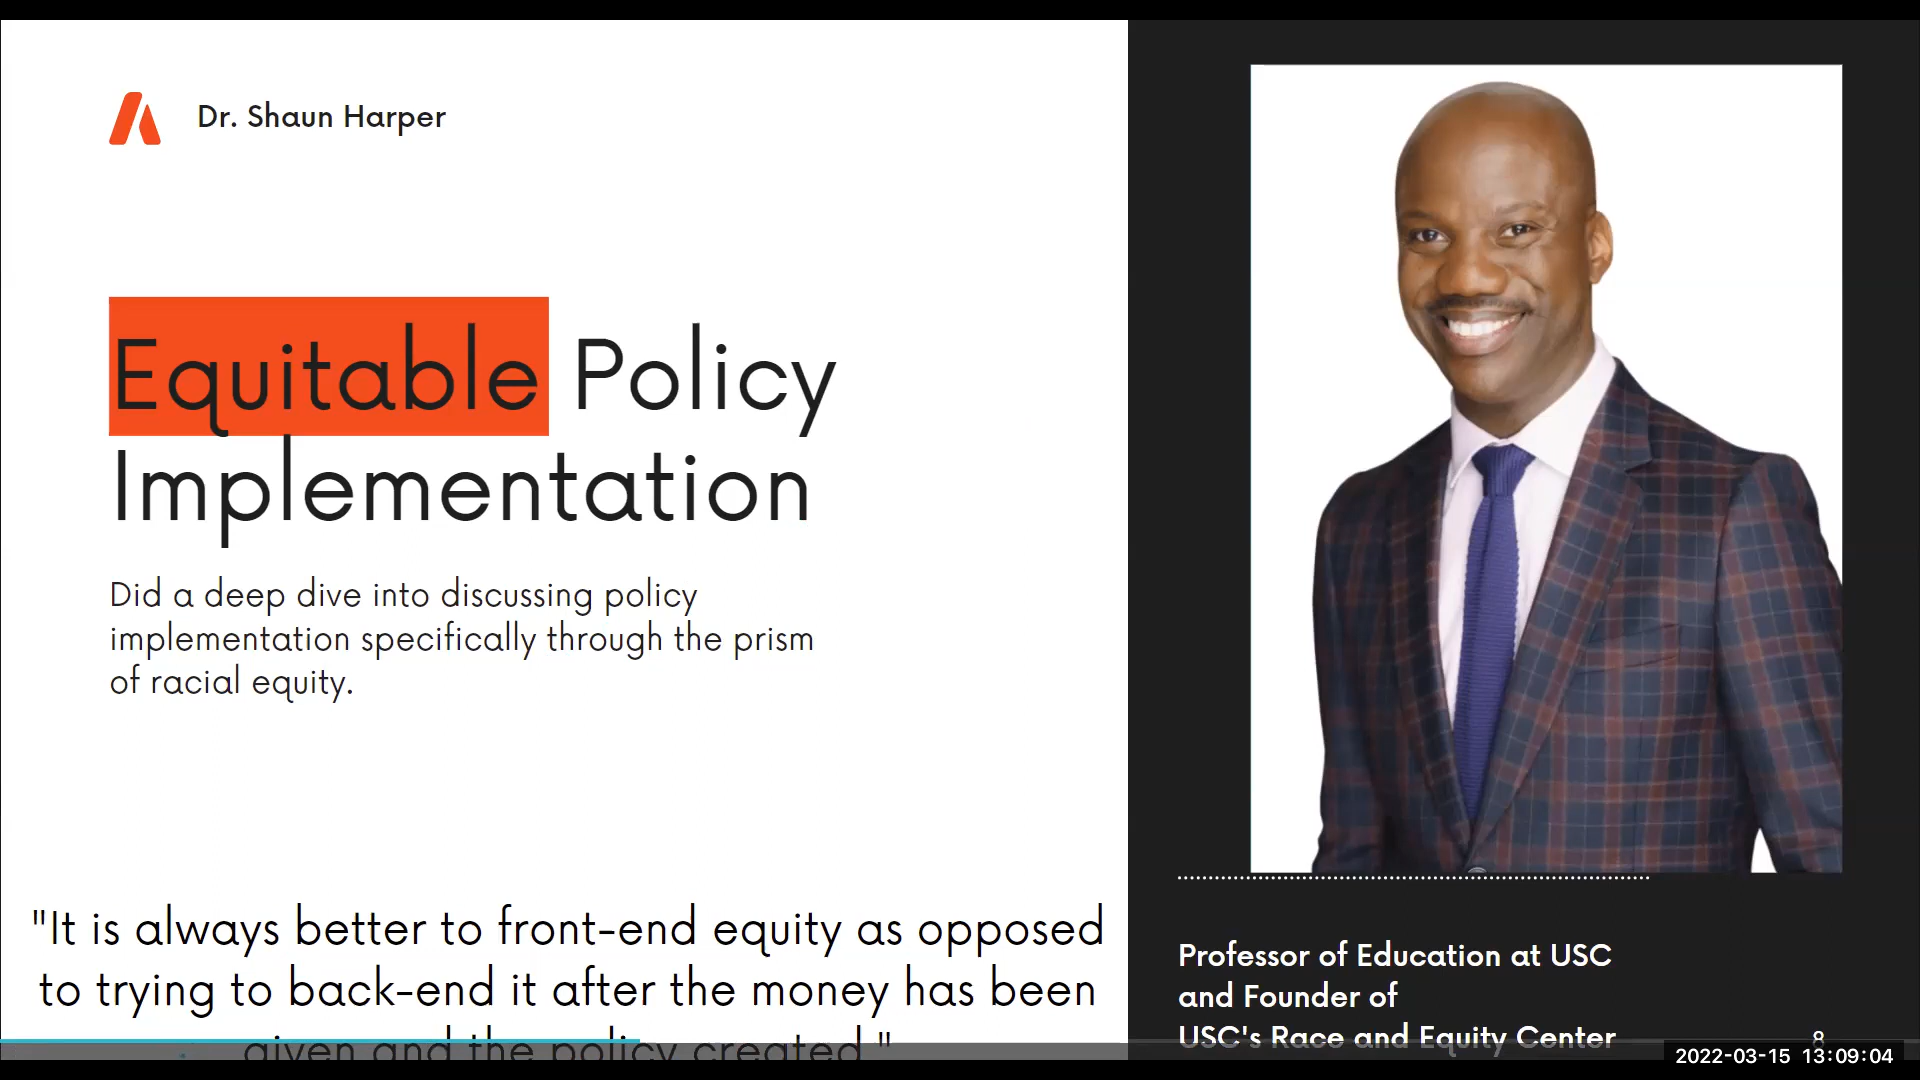 Dr. Shaun Harper
Equitable Policy
Implementation
Did a deep dive into discussing policy
implementation specifically through the prism
of racial equity.
"It is always better to front-end equity as opposed
to trying to back-end it after the money has been
given and the policy created."
Professor of Education at USC
and Founder of
USC's Race and Equity Center
8
2022-03-15 13:09:04